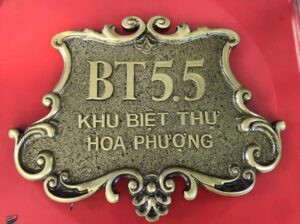 BT5.5
KHU BIỆT THỰ
HOA PHƯỢNG